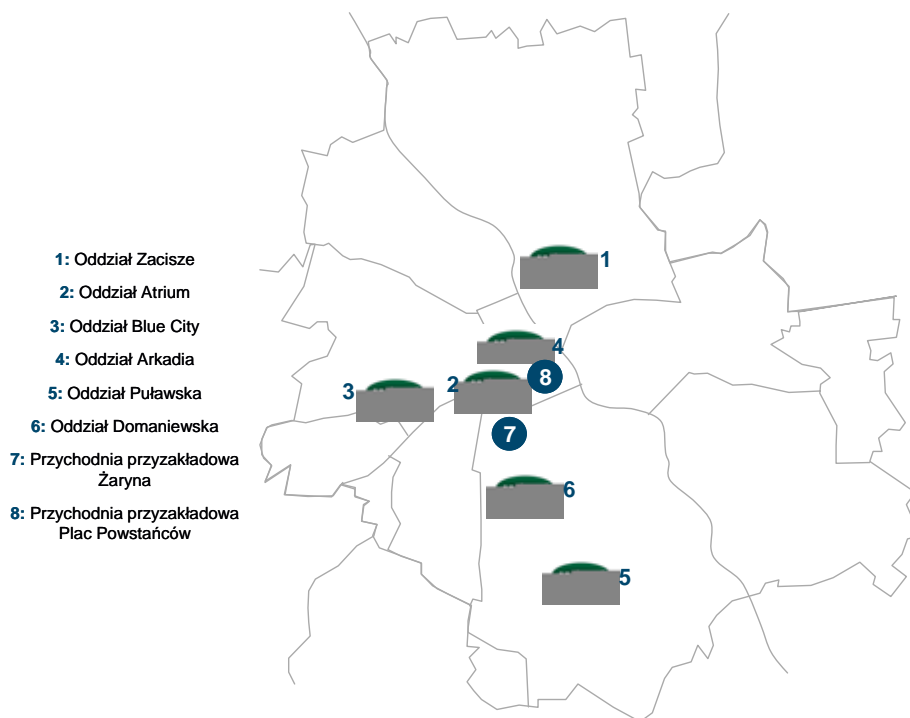 1: Oddział Zacisze
2: Oddział Atrium
3: Oddział Blue City
4: Oddział Arkadia
5: Oddział Puławska
6: Oddział Domaniewska
7: Przychodnia przyzakładowa
Żaryna
8: Przychodnia przyzakładowa
Plac Powstańców
1
4
8
3
2
7
6
5